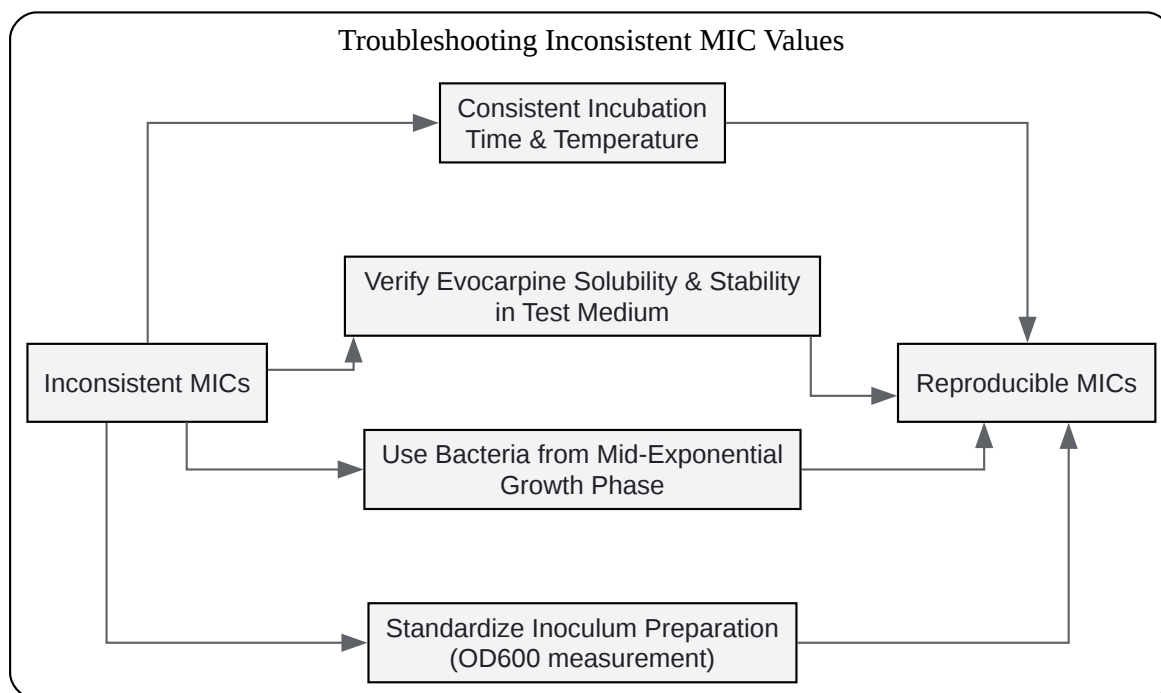 Troubleshooting Inconsistent MIC Values
Consistent Incubation
Time & Temperature
Verify Evocarpine Solubility & Stability
in Test Medium
Inconsistent MICs
Reproducible MICs
Use Bacteria from Mid-Exponential
Growth Phase
Standardize Inoculum Preparation
(OD600 measurement)